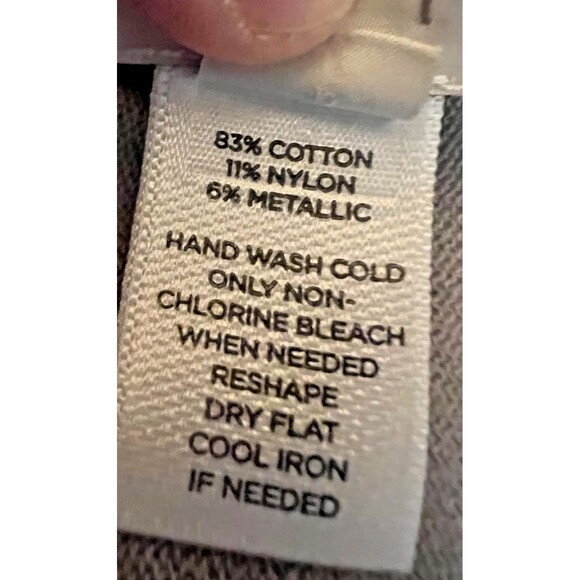 83% COTTON
11% NYLON
6% METALLIC
HAND WASH COLD
ONLY NON-
CHLORINE BLEACH
WHEN NEEDED
RESHAPE
DRY FLAT
COOL IRON
IF NEEDED